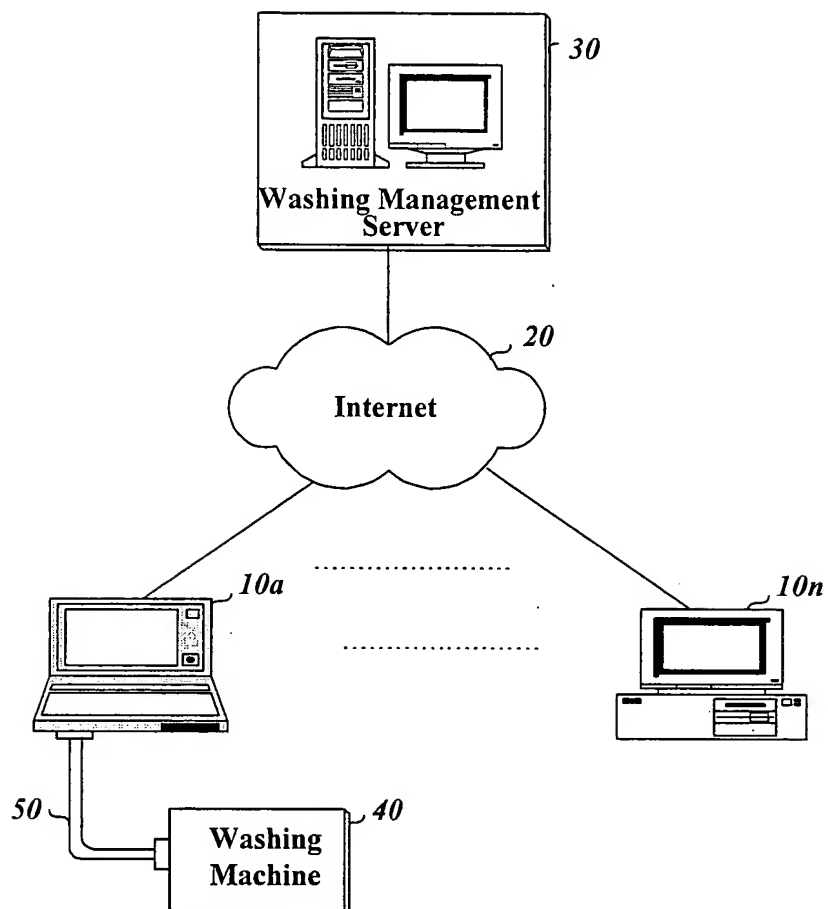 30
Washing Management
Server
20
Internet
10a
10n
50
40
Washing
Machine